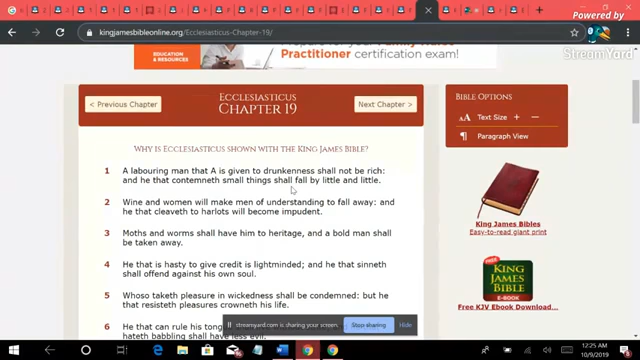 Powered by
StreamYard
kingjamesbibleonline.org/Ecclesiasticus-Chapter-19/
EDUCATION
& RESOURCES
Practitioner certification exam!
< Previous Chapter
Ecclesiasticus
Chapter 19
Next Chapter >
Why is Ecclesiasticus shown with the King James Bible?
1 A labouring man that A is given to drunkenness shall not be rich:
and he that contemneth small things shall fall by little and little.
2 Wine and women will make men of understanding to fall away: and
he that cleaveth to harlots will become impudent.
3 Moths and worms shall have him to heritage, and a bold man shall
be taken away.
4 He that is hasty to give credit is lightminded; and he that sinneth
shall offend against his own soul.
5 Whoso taketh pleasure in wickedness shall be condemned: but he
that resisteth pleasures crowneth his life.
6 He that can rule his tong
hateth babbling shall have less evil.
Bible Options
AA Text Size + −
¶ Paragraph View
King James Bibles
Easy-to-read giant print
FREE
KING
JAMES
BIBLE
E-BOOK
Free KJV Ebook Download...
streamyard.com is sharing your screen.
Stop sharing
Hide
12:25 AM
10/9/2019